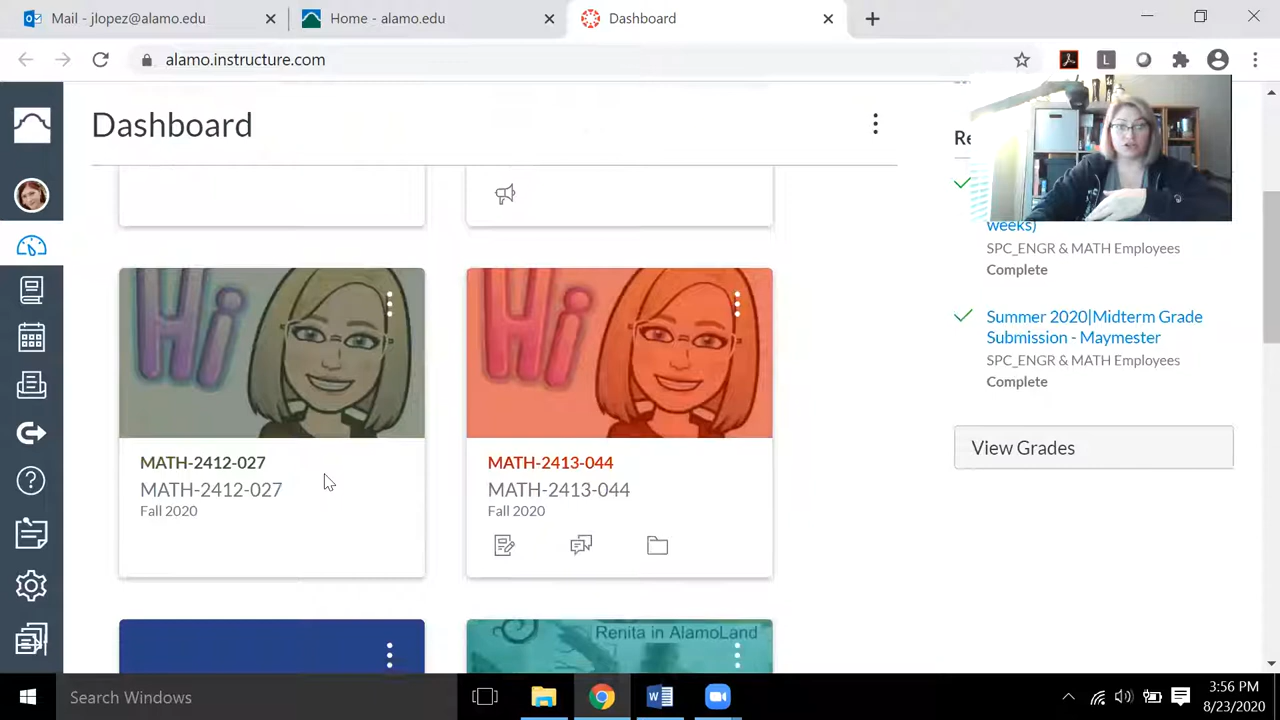 Mail - jlopez@alamo.edu
Home - alamo.edu
Dashboard
alamo.instructure.com
L
Dashboard
Re
weeks)
SPC_ENGR & MATH Employees
Complete
Hi
Hi
Summer 2020|Midterm Grade
Submission - Maymester
SPC_ENGR & MATH Employees
Complete
View Grades
MATH-2412-027
MATH-2412-027
Fall 2020
MATH-2413-044
MATH-2413-044
Fall 2020
Renita in AlamoLand
Search Windows
3:56 PM
8/23/2020